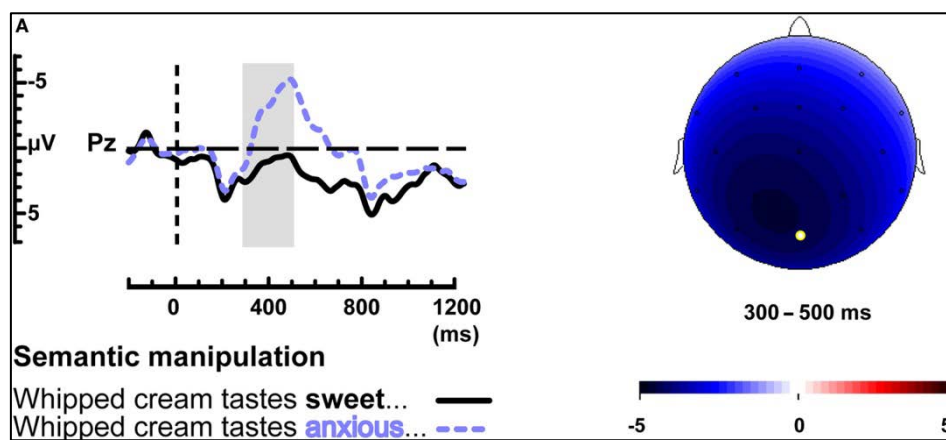 A
-5
µV
Pz
5
0 400 800 1200
(ms)
300 – 500 ms
Semantic manipulation
Whipped cream tastes sweet...
Whipped cream tastes anxious...
-5 0 5